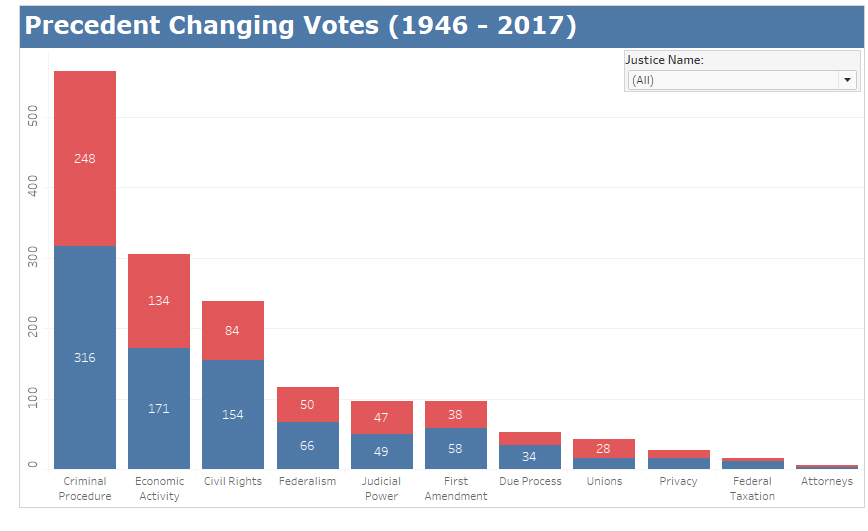 Precedent Changing Votes (1946 - 2017)
Justice Name:
(All)
500
400
300
200
100
0
248
316
134
171
84
154
50
66
47
49
38
58
34
28
Criminal
Procedure
Economic
Activity
Civil Rights
Federalism
Judicial
Power
First
Amendment
Due Process
Unions
Privacy
Federal
Taxation
Attorneys